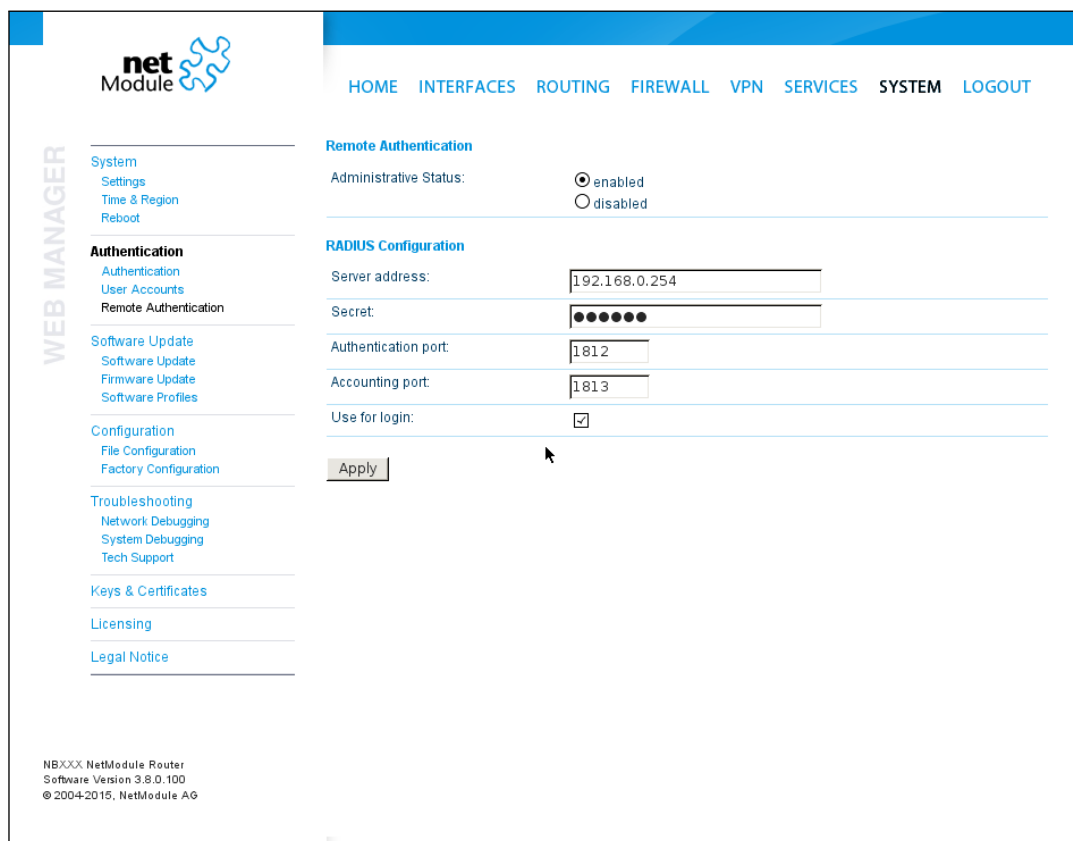 net
Module
HOME INTERFACES ROUTING FIREWALL VPN SERVICES SYSTEM LOGOUT
WEB MANAGER
System
Settings
Time & Region
Reboot
Authentication
Authentication
User Accounts
Remote Authentication
Software Update
Software Update
Firmware Update
Software Profiles
Configuration
File Configuration
Factory Configuration
Troubleshooting
Network Debugging
System Debugging
Tech Support
Keys & Certificates
Licensing
Legal Notice
Remote Authentication
Administrative Status:
enabled
disabled
RADIUS Configuration
Server address: 192.168.0.254
Secret: ●●●●●●
Authentication port: 1812
Accounting port: 1813
Use for login:
Apply
NBXXX NetModule Router
Software Version 3.8.0.100
© 2004-2015, NetModule AG